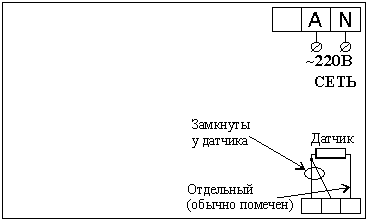 A N
~220В
СЕТЬ
Замкнуты
у датчика
Датчик
Отдельный
(обычно помечен)